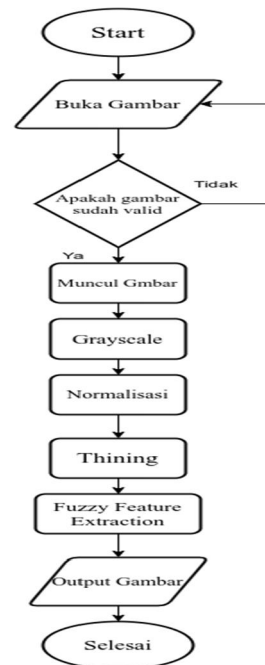 Start
Buka Gambar
Apakah gambar
sudah valid
Tidak
Ya
Muncul Gmbar
Grayscale
Normalisasi
Thining
Fuzzy Feature
Extraction
Output Gambar
Selesai